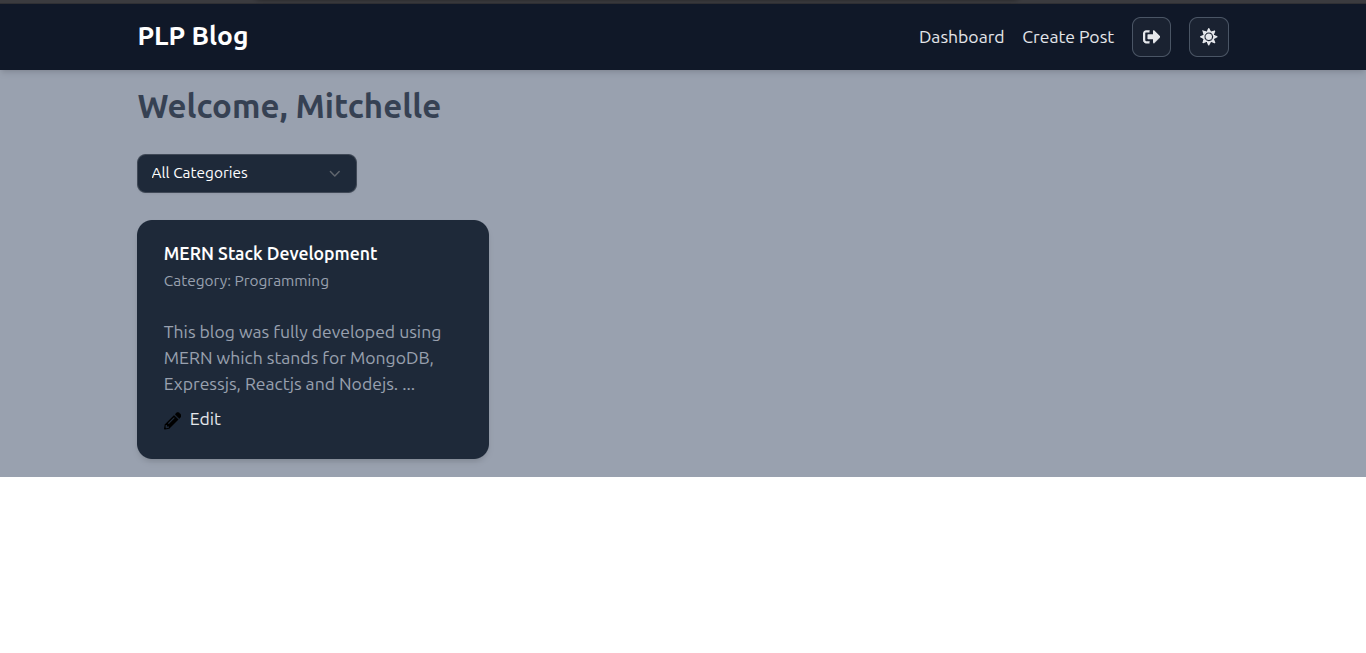 PLP Blog
Dashboard
Create Post
Welcome, Mitchelle
All Categories
MERN Stack Development
Category: Programming
This blog was fully developed using
MERN which stands for MongoDB,
Expressjs, Reactjs and Nodejs. ...
Edit